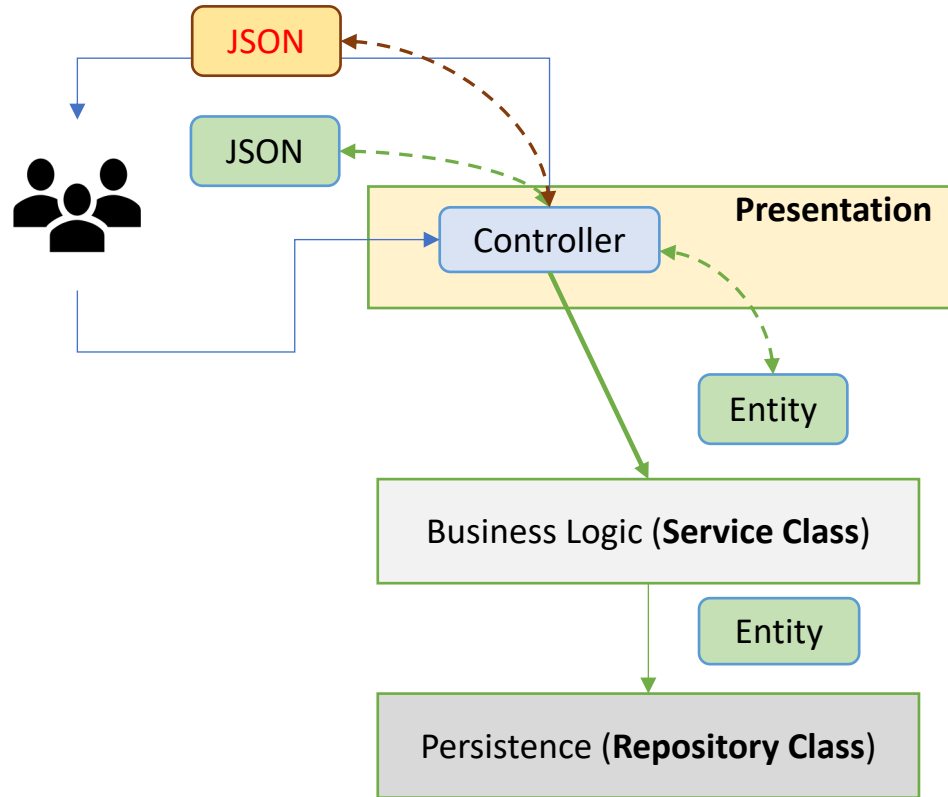 JSON
JSON
Presentation
Controller
Entity
Business Logic (Service Class)
Entity
Persistence (Repository Class)